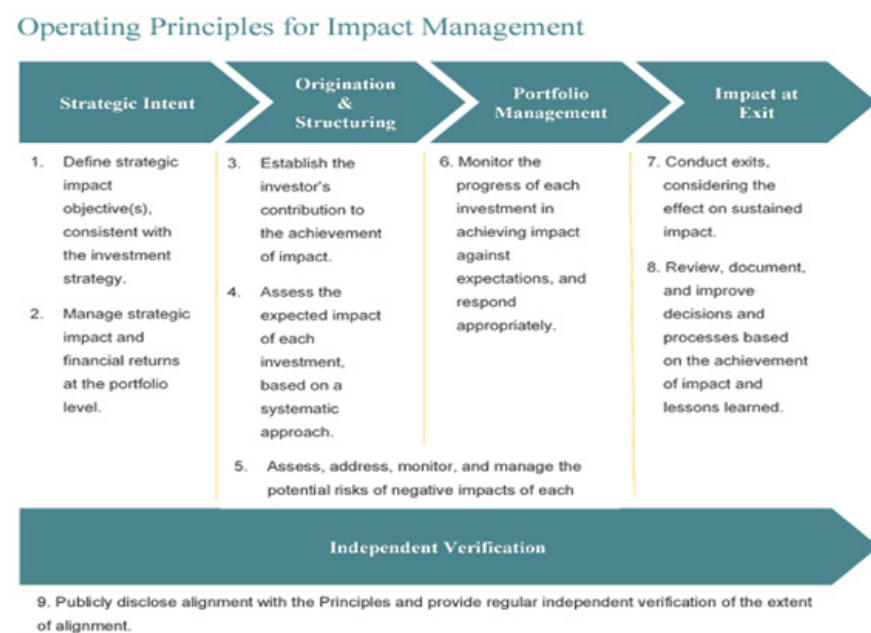 Operating Principles for Impact Management
Strategic Intent
Origination
&
Structuring
Portfolio
Management
Impact at
Exit
1. Define strategic
impact
objective(s),
consistent with
the investment
strategy.
2. Manage strategic
impact and
financial returns
at the portfolio
level.
3. Establish the
investor's
contribution to
the achievement
of impact.
4. Assess the
expected impact
of each
investment,
based on a
systematic
approach.
6. Monitor the
progress of each
investment in
achieving impact
against
expectations, and
respond
appropriately.
5. Assess, address, monitor, and manage the
potential risks of negative impacts of each
7. Conduct exits,
considering the
effect on sustained
impact.
8. Review, document,
and improve
decisions and
processes based
on the achievement
of impact and
lessons learned.
Independent Verification
9. Publicly disclose alignment with the Principles and provide regular independent verification of the extent
of alignment.